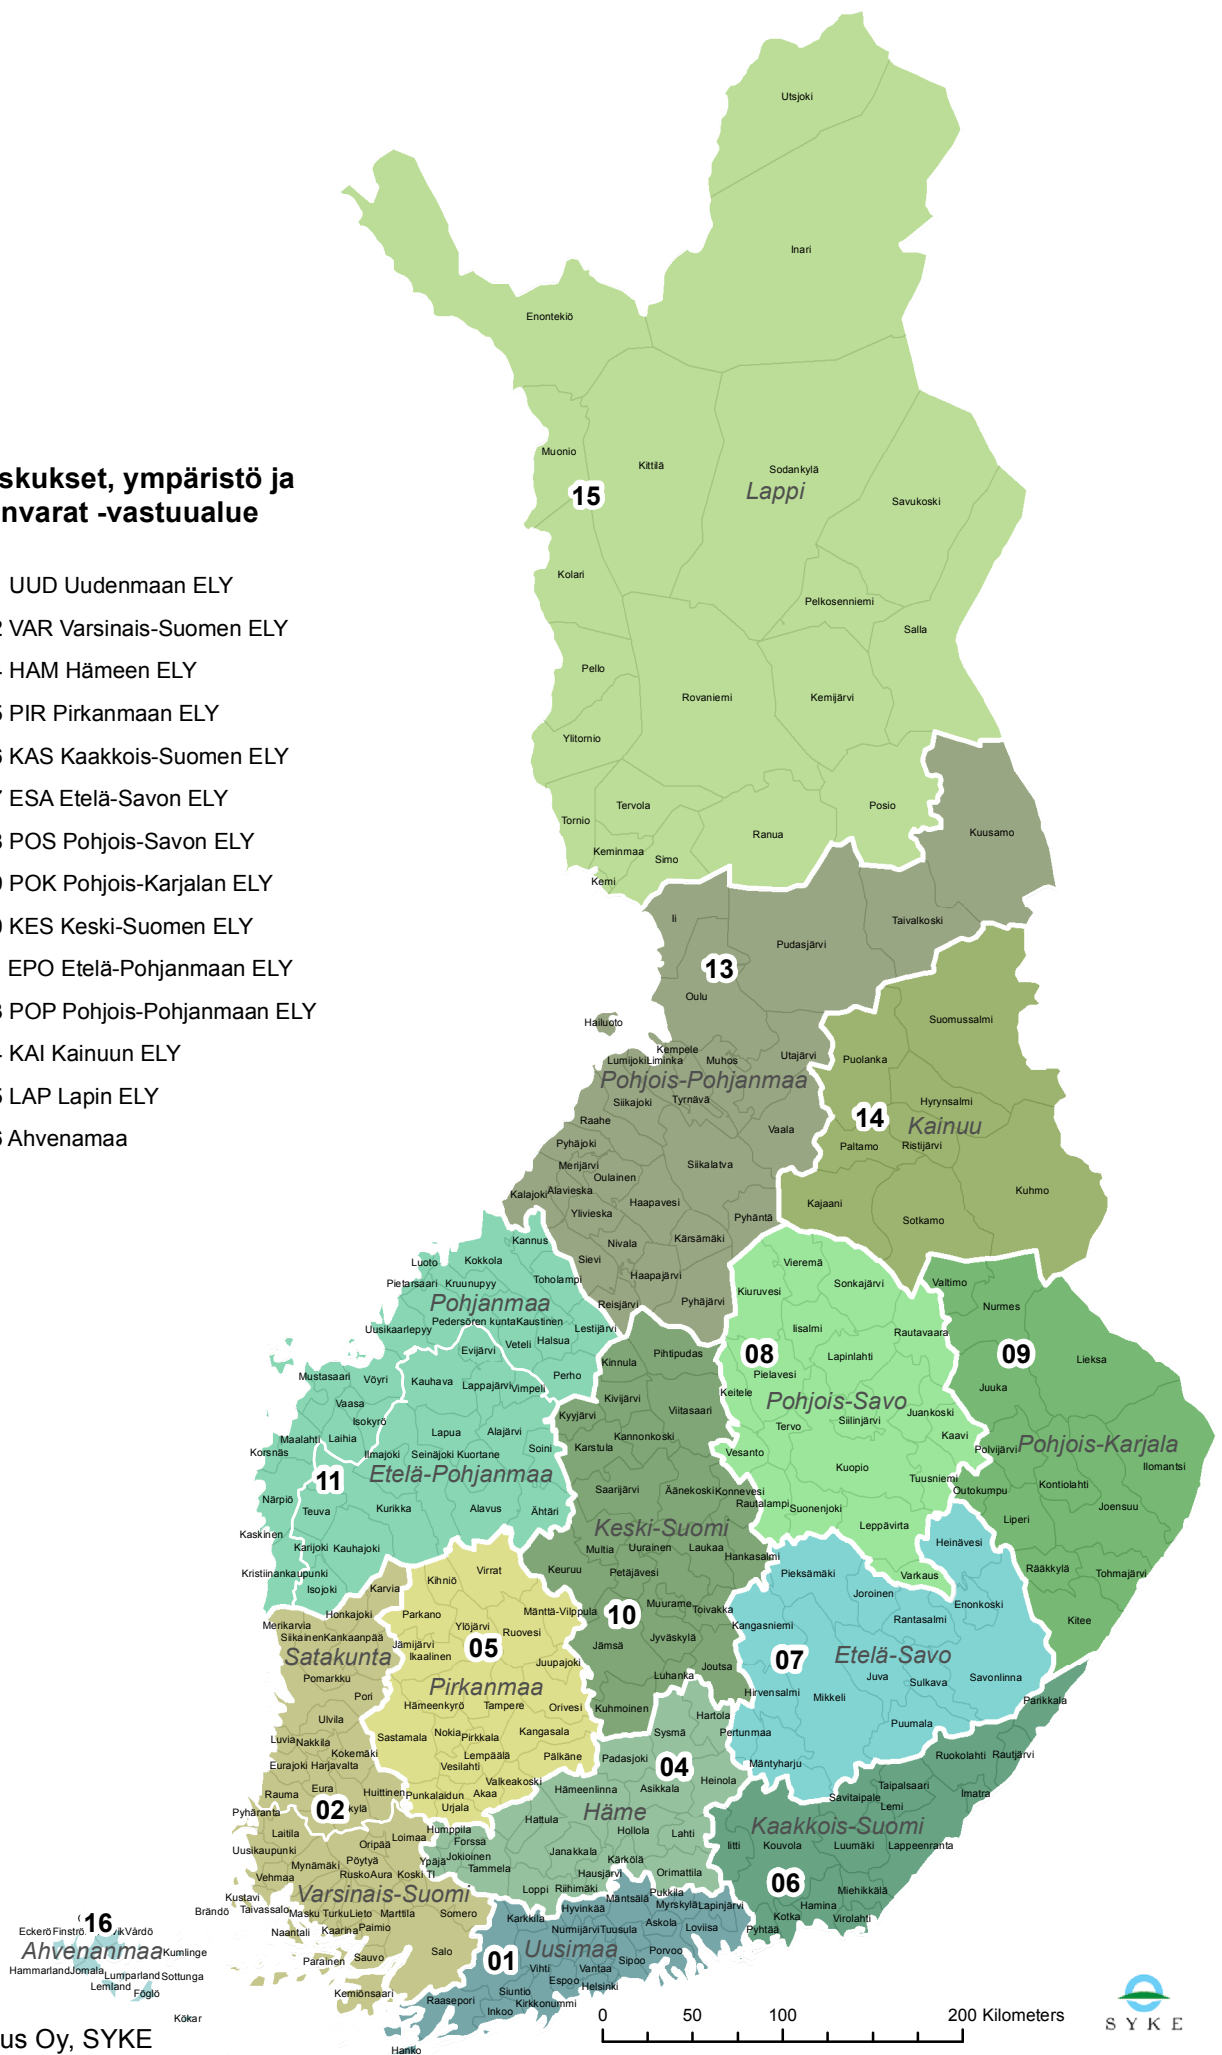 Utsjoki
Inari
Enontekiö
Muonio
Kittilä
Sodankylä
15
Lappi
Savukoski
skukset, ympäristö ja
nvarat -vastuualue
Kolari
Pelkosenniemi
Salla
UUD Uudenmaan ELY
VAR Varsinais-Suomen ELY
HAM Hämeen ELY
PIR Pirkanmaan ELY
KAS Kaakkois-Suomen ELY
ESA Etelä-Savon ELY
POS Pohjois-Savon ELY
POK Pohjois-Karjalan ELY
KES Keski-Suomen ELY
EPO Etelä-Pohjanmaan ELY
POP Pohjois-Pohjanmaan ELY
KAI Kainuun ELY
LAP Lapin ELY
Ahvenamaa
Pello
Rovaniemi
Kemijärvi
Ylitornio
Tervola
Posio
Tornio
Ranua
Kuusamo
Keminmaa
Simo
Kemi
Ii
Taivalkoski
Pudasjärvi
13
Oulu
Hailuoto
Suomussalmi
Kempele
Lumijoki Liminka
Muhos
Utajärvi
Puolanka
Pohjois-Pohjanmaa
Siikajoki
Tyrnävä
Hyrynsalmi
Raahe
Vaala
14
Kainuu
Pyhäjoki
Paltamo
Ristijärvi
Merijärvi
Oulainen
Siikalatva
Kalajoki
Alavieska
Haapavesi
Kajaani
Kuhmo
Ylivieska
Pyhäntä
Sotkamo
Kannus
Nivala
Kärsämäki
Luoto
Kokkola
Sievi
Vieremä
Pietarsaari
Kruunupyy
Toholampi
Haapajärvi
Sonkajärvi
Valtimo
Kiuruvesi
Pohjanmaa
Reisjärvi
Pyhäjärvi
Nurmes
Pedersören kunta
Kaustinen
Uusikaarlepyy
Lestijärvi
Iisalmi
Rautavaara
Halsua
Veteli
Evijärvi
08
09
Pihtipudas
Lapinlahti
Lieksa
Kinnula
Mustasaari
Vöyri
Kauhava
Lappajärvi
Vimpeli
Perho
Pielavesi
Juuka
Keitele
Vaasa
Kivijärvi
Viitasaari
Pohjois-Savo
Isokyrö
Kyyjärvi
Siilinjärvi
Juankoski
Tervo
Maalahti
Laihia
Lapua
Alajärvi
Kannonkoski
Kaavi
Korsnäs
Ilmajoki
Seinäjoki
Kuortane
Soini
Karstula
Vesanto
Polvijärvi
Pohjois-Karjala
11
Etelä-Pohjanmaa
Kuopio
Ilomantsi
Tuusniemi
Kontiolahti
Närpiö
Saarijärvi
Äänekoski
Konnevesi
Outokumpu
Teuva
Kurikka
Alavus
Ähtäri
Rautalampi
Suonenjoki
Joensuu
Liperi
Kaskinen
Keski-Suomi
Leppävirta
Karijoki
Kauhajoki
Multia
Uurainen
Laukaa
Hankasalmi
Heinävesi
Kristiinankaupunki
Virrat
Keuruu
Petäjävesi
Pieksämäki
Varkaus
Rääkkylä
Tohmajärvi
Isojoki
Karvia
Kihniö
Joroinen
Enonkoski
Honkajoki
Parkano
Mänttä-Vilppula
10
Muurame
Toivakka
Rantasalmi
Kitee
Merikarvia
Ylöjärvi
Ruovesi
Kangasniemi
Siikainen
Kankaanpää
Jämijärvi
05
Jämsä
Jyväskylä
Satakunta
Ikaalinen
Juupajoki
07
Etelä-Savo
Pomarkku
Pirkanmaa
Luhanka
Joutsa
Juva
Sulkava
Savonlinna
Pori
Hirvensalmi
Mikkeli
Parikkala
Hämeenkyrö
Tampere
Orivesi
Kuhmoinen
Hartola
Ulvila
Puumala
Luvia
Nakkila
Sastamala
Nokia
Pirkkala
Kangasala
Sysmä
Pertunmaa
Kokemäki
Lempäälä
Pälkäne
Padasjoki
Ruokolahti
Rautjärvi
Eurajoki
Harjavalta
Vesilahti
04
Mäntyharju
Valkeakoski
Heinola
Taipalsaari
Rauma
Eura
Huittinen
Punkalaidun
Akaa
Hämeenlinna
Asikkala
Imatra
Savitaipale
Lemi
02
kylä
Urjala
Häme
Pyhäranta
Hattula
Kaakkois-Suomi
Laitila
Loimaa
Humppila
Hollola
Lahti
Iitti
Kouvola
Luumäki
Lappeenranta
Uusikaupunki
Oripää
Forssa
Pöytyä
Ypäjä
Jokioinen
Janakkala
Kärkölä
Mynämäki
Tammela
Vehmaa
Rusko
Aura
Koski Tl
Hausjärvi
Orimattila
06
Kustavi
Varsinais-Suomi
Loppi
Riihimäki
Pukkila
Miehikkälä
Mäntsälä
Taivassalo
Masku
Turku
Lieto
Marttila
Somero
Hyvinkää
Myrskylä
Lapinjärvi
Hamina
Brändö
16
Karkkila
Kotka
Virolahti
Eckerö
Finströ
Vårdö
Naantali
Kaarina
Paimio
Nurmijärvi
Tuusula
Askola
Loviisa
Pyhtää
Ahvenanmaa
Kumlinge
Salo
01
Uusimaa
Porvoo
Parainen
Sauvo
Sipoo
Hammarland
Jomala
Lumparland
Sottunga
Vihti
Vantaa
Lemland
Föglö
Espoo
Helsinki
Kemiönsaari
Siuntio
Raasepori
Kirkkonummi
Inkoo
Kökar
0 50 100 200 Kilometers
SYKE
us Oy, SYKE
Hanko